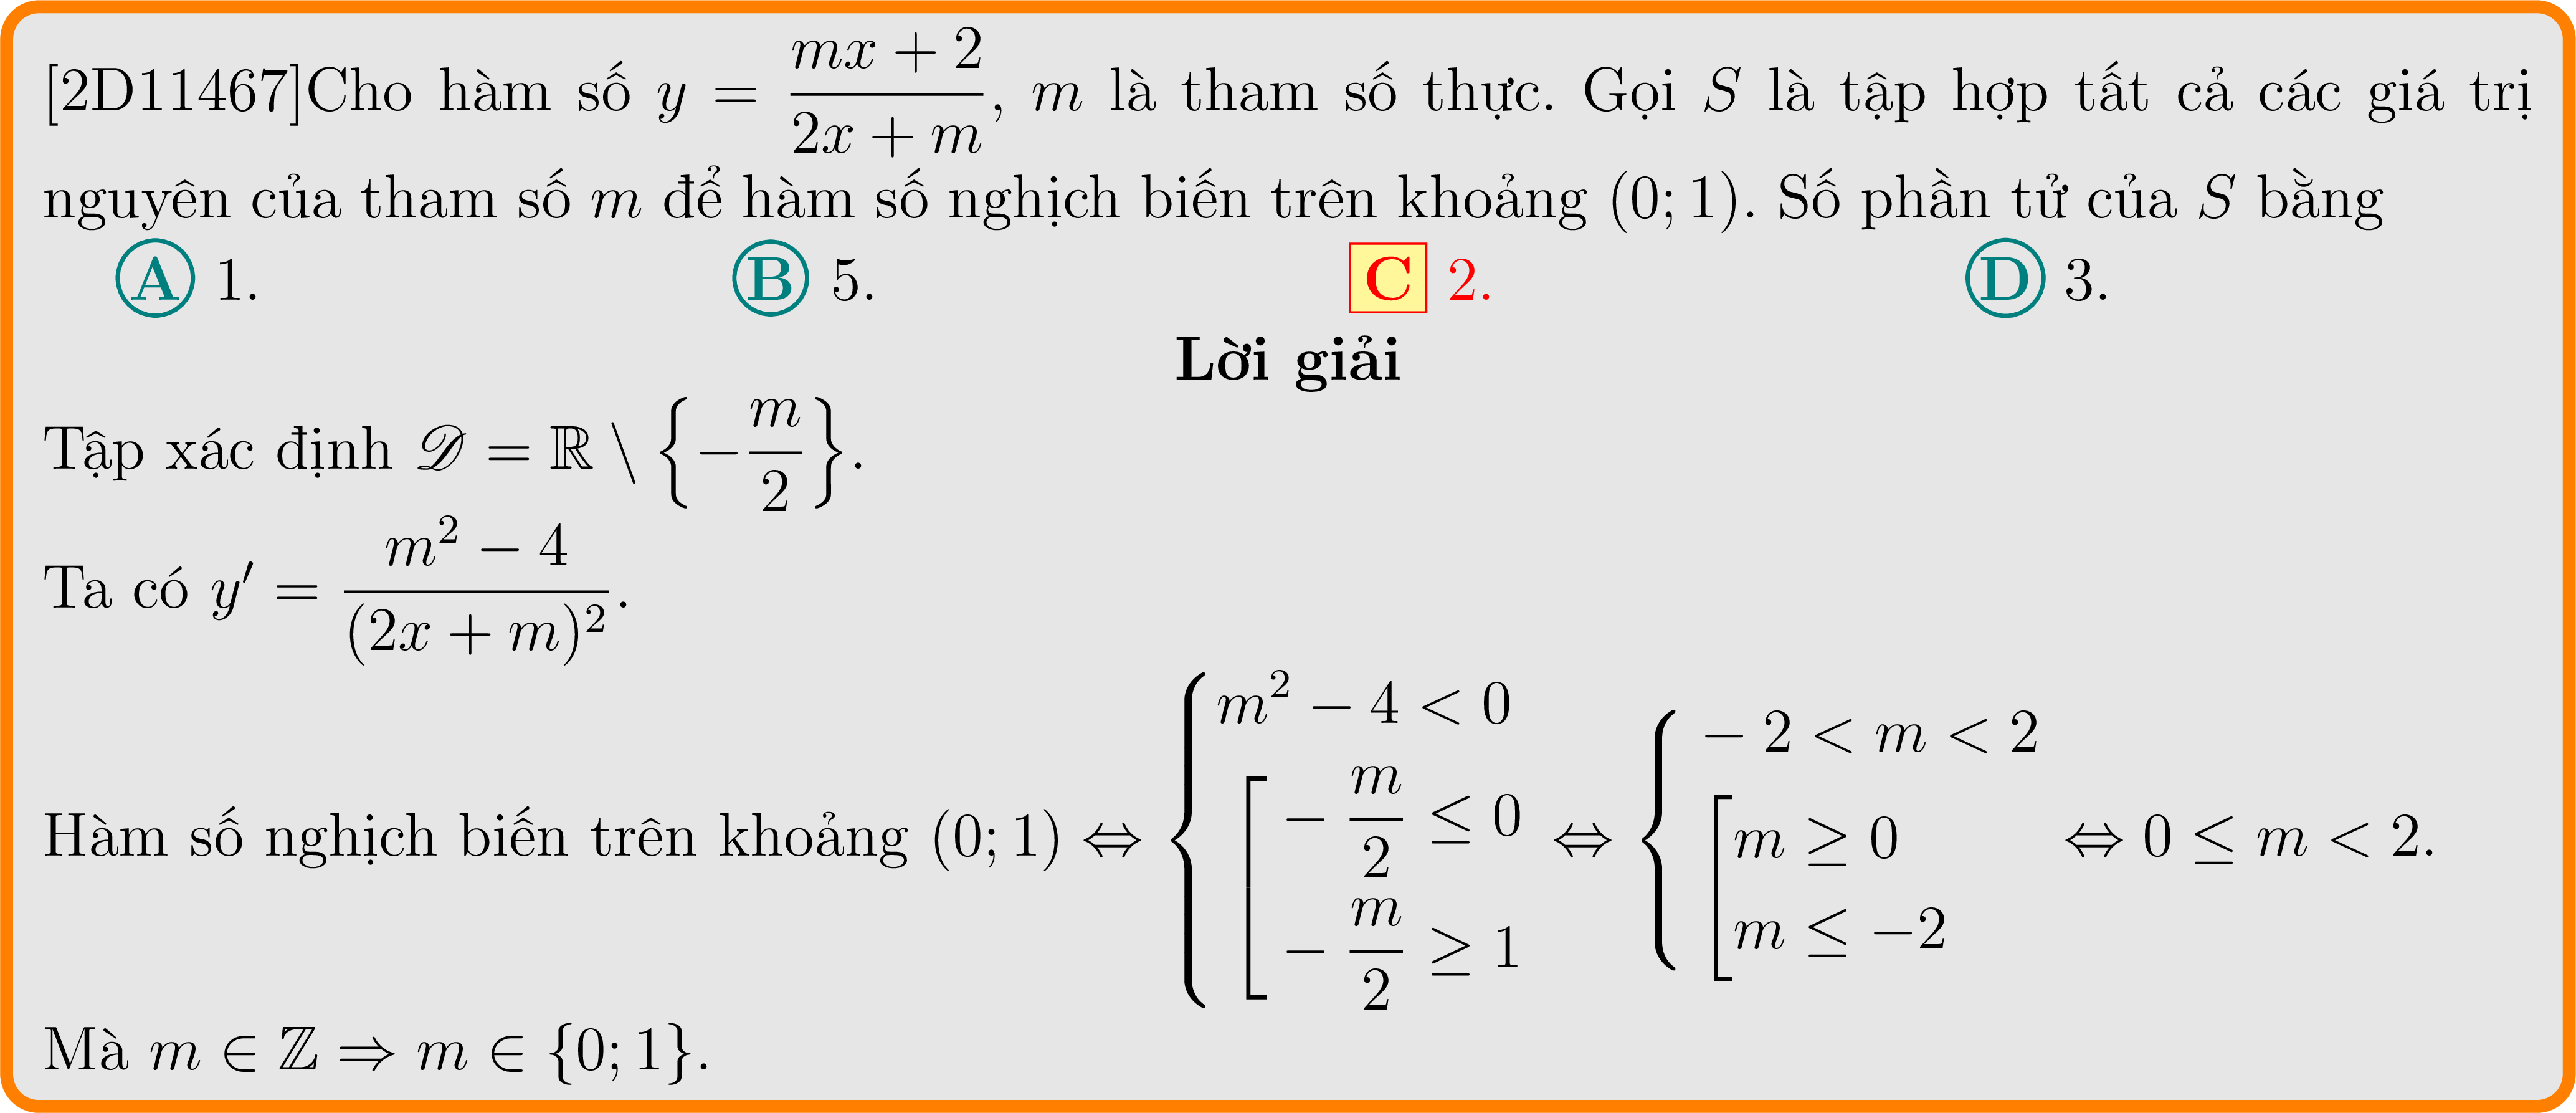 [2D11467]Cho hàm số $y = \dfrac{mx+2}{2x+m}$, $m$ là tham số thực. Gọi $S$ là tập hợp tất cả các giá trị
nguyên của tham số $m$ để hàm số nghịch biến trên khoảng $(0;1)$. Số phần tử của $S$ bằng
A 1. B 5. C 2. D 3.
Lời giải
Tập xác định $\mathscr{D} = \mathbb{R} \setminus \left\{-\dfrac{m}{2}\right\}$.
Ta có $y' = \dfrac{m^2-4}{(2x+m)^2}$.
Hàm số nghịch biến trên khoảng $(0;1) \Leftrightarrow \begin{cases} m^2-4<0 \\ \left[\begin{array}{l} -\dfrac{m}{2} \leq 0 \\ -\dfrac{m}{2} \geq 1 \end{array}\right. \end{cases} \Leftrightarrow \begin{cases} -2<m<2 \\ \left[\begin{array}{l} m \geq 0 \\ m \leq -2 \end{array}\right. \end{cases} \Leftrightarrow 0 \leq m < 2.$
Mà $m \in \mathbb{Z} \Rightarrow m \in \{0;1\}$.